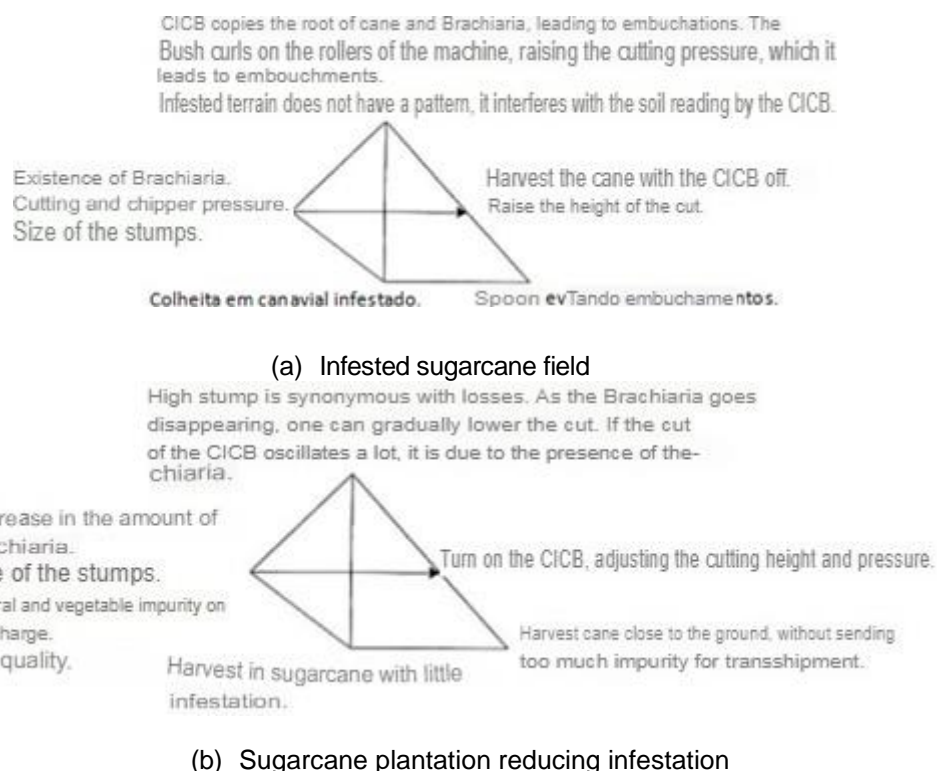 CICB copies the root of cane and Brachiaria, leading to embuchations. The
Bush curls on the rollers of the machine, raising the cutting pressure, which it
leads to embouchments.
Infested terrain does not have a pattern, it interferes with the soil reading by the CICB.
Existence of Brachiaria.
Cutting and chipper pressure.
Size of the stumps.
Harvest the cane with the CICB off.
Raise the height of the cut.
Colheita em canavial infestado.
Spoon evTando embuchamentos.
(a) Infested sugarcane field
High stump is synonymous with losses. As the Brachiaria goes
disappearing, one can gradually lower the cut. If the cut
of the CICB oscillates a lot, it is due to the presence of the-
chiaria.
rease in the amount of
chiaria.
e of the stumps.
ral and vegetable impurity on
harge.
quality.
Turn on the CICB, adjusting the cutting height and pressure.
Harvest in sugarcane with little
infestation.
Harvest cane close to the ground, without sending
too much impurity for transshipment.
(b) Sugarcane plantation reducing infestation